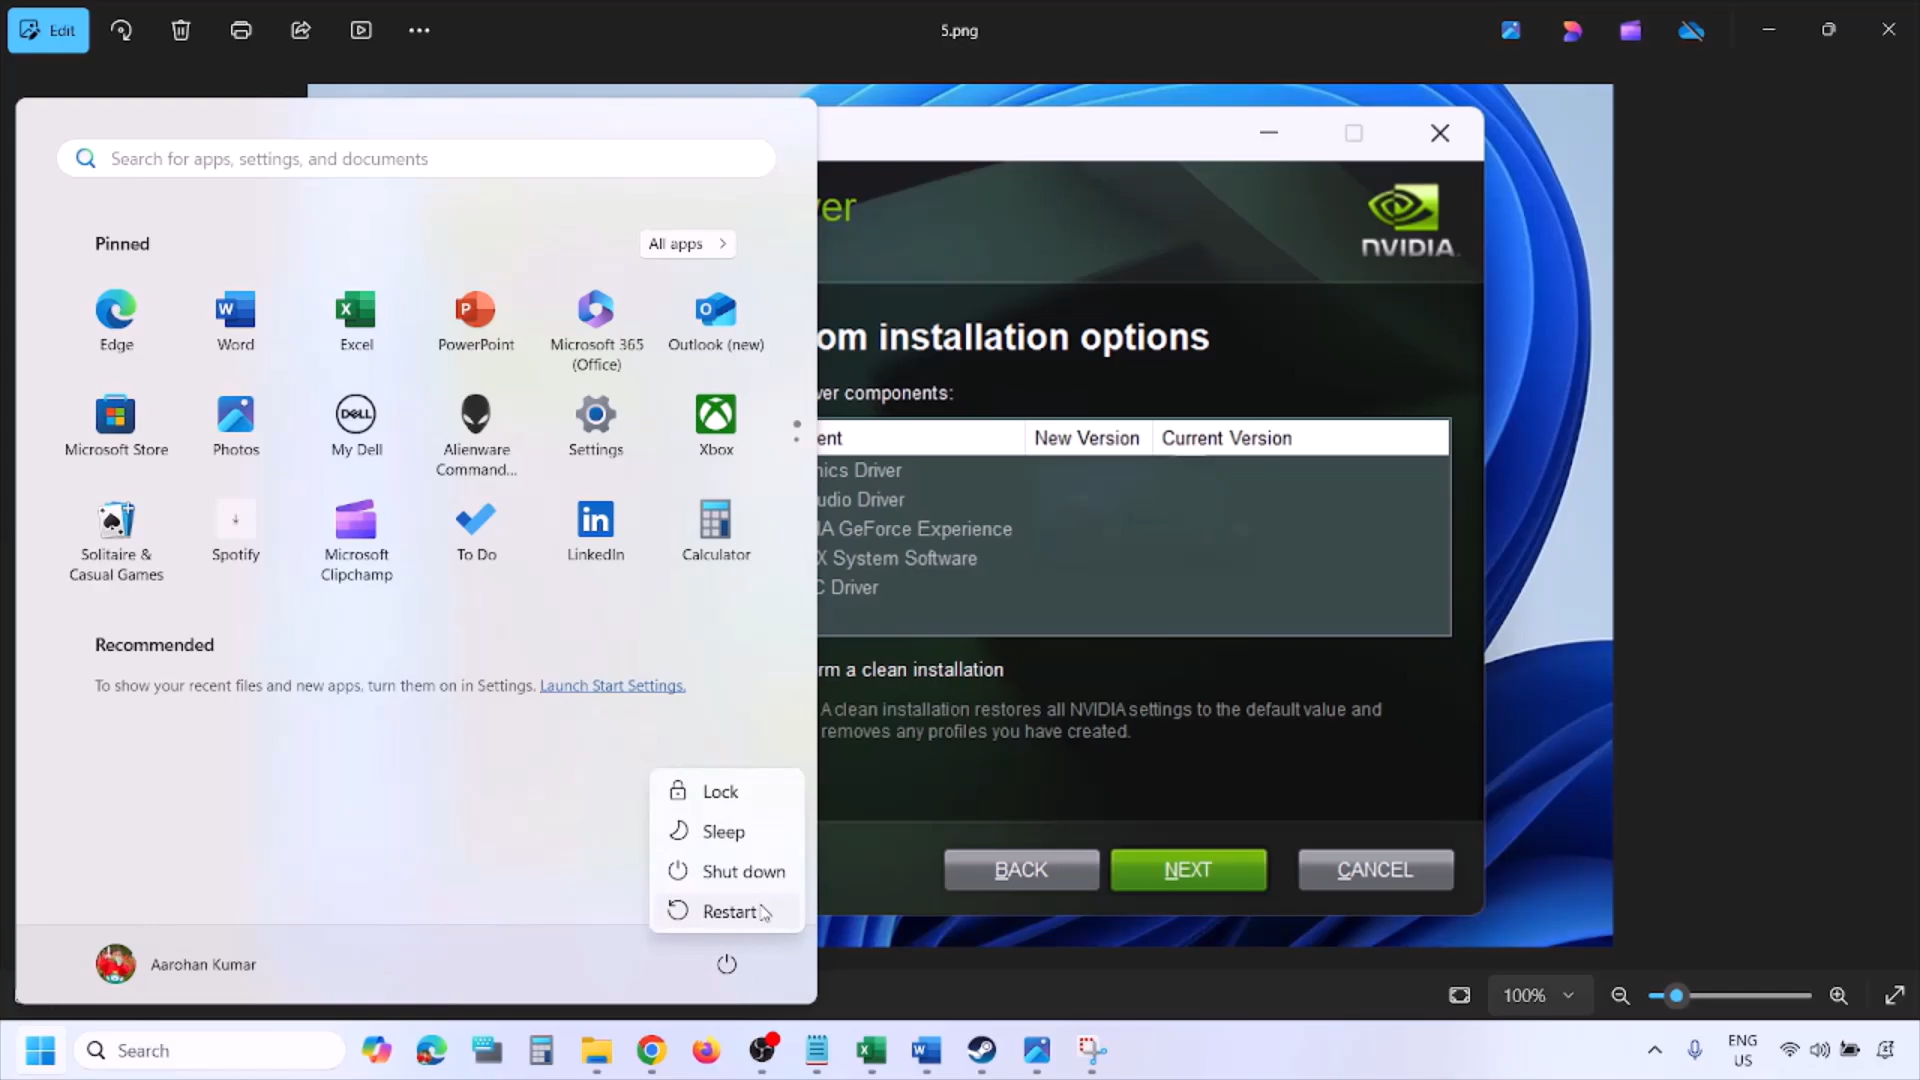 Edit
5.png
Search for apps, settings, and documents
Pinned
All apps
Edge
Word
Excel
PowerPoint
Microsoft 365
(Office)
Outlook (new)
Microsoft Store
Photos
DELL
My Dell
Alienware
Command...
Settings
Xbox
Solitaire &
Casual Games
Spotify
Microsoft
Clipchamp
To Do
LinkedIn
Calculator
Recommended
To show your recent files and new apps, turn them on in Settings. Launch Start Settings.
Lock
Sleep
Shut down
Restart
Aarohan Kumar
ver
NVIDIA
om installation options
ver components:
ent New Version Current Version
nics Driver
udio Driver
IA GeForce Experience
X System Software
C Driver
rm a clean installation
A clean installation restores all NVIDIA settings to the default value and
removes any profiles you have created.
BACK
NEXT
CANCEL
100%
Search
ENG
US